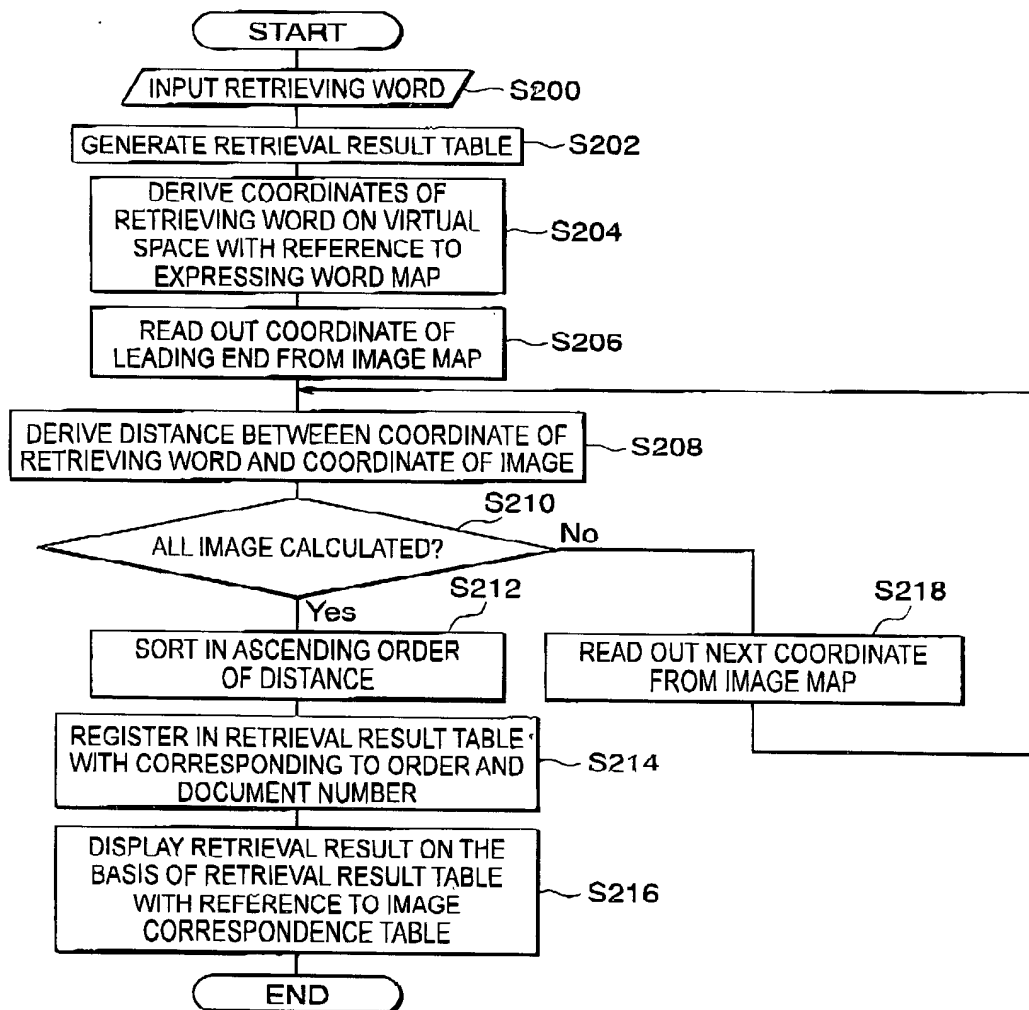 START
INPUT RETRIEVING WORD
S200
GENERATE RETRIEVAL RESULT TABLE
S202
DERIVE COORDINATES OF
RETRIEVING WORD ON VIRTUAL
SPACE WITH REFERENCE TO
EXPRESSING WORD MAP
S204
READ OUT COORDINATE OF
LEADING END FROM IMAGE MAP
S206
DERIVE DISTANCE BETWEEEN COORDINATE OF
RETRIEVING WORD AND COORDINATE OF IMAGE
S208
S210
ALL IMAGE CALCULATED?
No
Yes
S212
SORT IN ASCENDING ORDER
OF DISTANCE
S218
READ OUT NEXT COORDINATE
FROM IMAGE MAP
REGISTER IN RETRIEVAL RESULT TABLE
WITH CORRESPONDING TO ORDER AND
DOCUMENT NUMBER
S214
DISPLAY RETRIEVAL RESULT ON THE
BASIS OF RETRIEVAL RESULT TABLE
WITH REFERENCE TO IMAGE
CORRESPONDENCE TABLE
S216
END